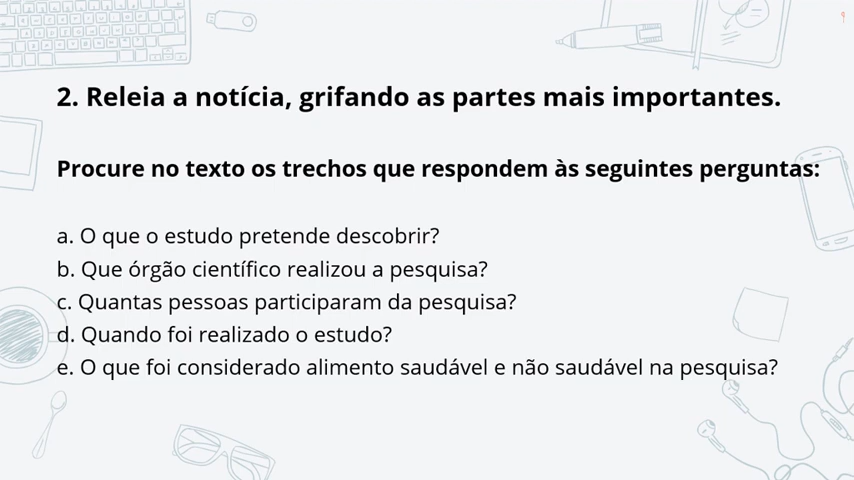 2. Releia a notícia, grifando as partes mais importantes.
Procure no texto os trechos que respondem às seguintes perguntas:
a. O que o estudo pretende descobrir?
b. Que órgão científico realizou a pesquisa?
c. Quantas pessoas participaram da pesquisa?
d. Quando foi realizado o estudo?
e. O que foi considerado alimento saudável e não saudável na pesquisa?